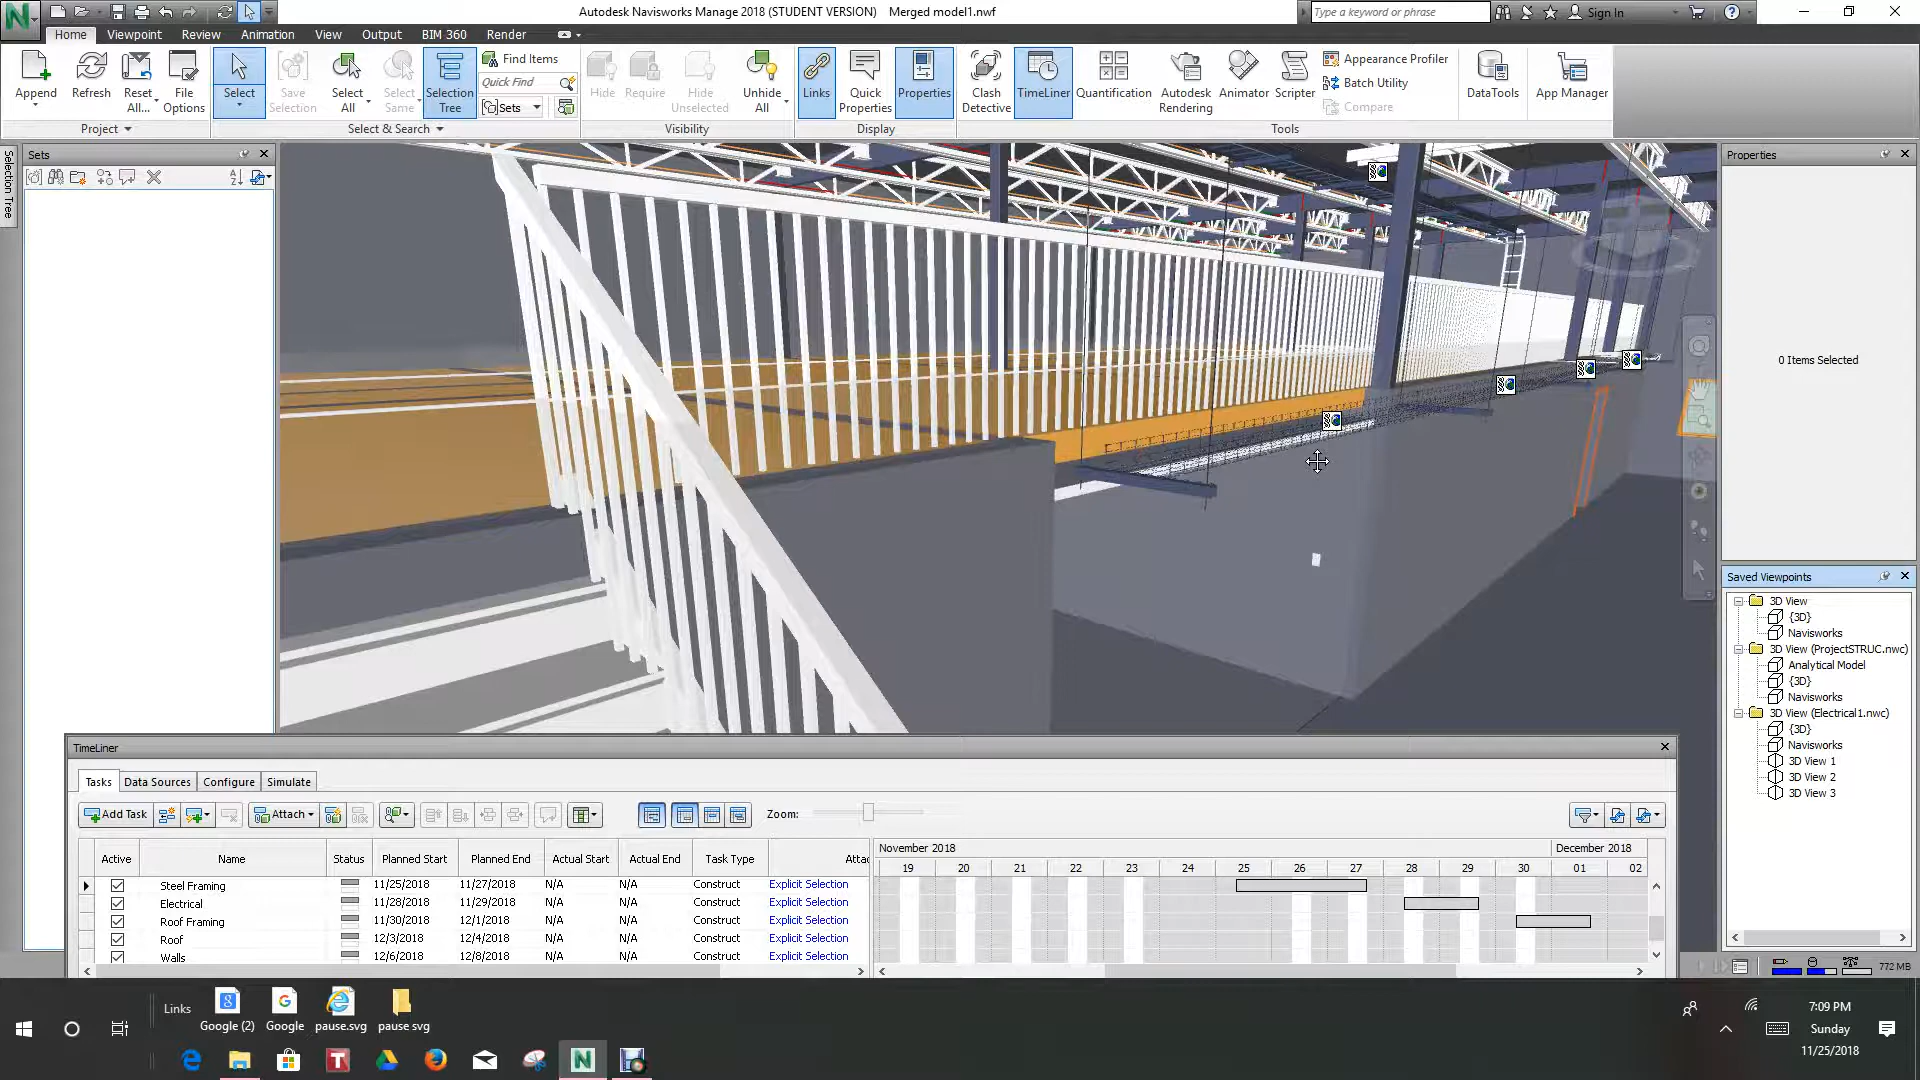 Autodesk Navisworks Manage 2018 (STUDENT VERSION) Merged model1.nwf
Type a keyword or phrase
Sign In
Home Viewpoint Review Animation View Output BIM 360 Render
Append
Refresh
Reset All...
File Options
Project
Select
Save Selection
Select All
Select Same
Selection Tree
Find Items
Quick Find
Sets
Select & Search
Hide
Require
Hide Unselected
Unhide All
Visibility
Links
Quick Properties
Properties
Display
Clash Detective
TimeLiner
Quantification
Autodesk Rendering
Animator
Scripter
Appearance Profiler
Batch Utility
Compare
Tools
DataTools
App Manager
Selection Tree
Sets
Properties
0 Items Selected
Saved Viewpoints
3D View
{3D}
Navisworks
3D View (ProjectSTRUC.nwc)
Analytical Model
{3D}
Navisworks
3D View (Electrical1.nwc)
{3D}
Navisworks
3D View 1
3D View 2
3D View 3
TimeLiner
Tasks Data Sources Configure Simulate
Add Task
Attach
Zoom:
Active Name Status Planned Start Planned End Actual Start Actual End Task Type Attac
Steel Framing 11/25/2018 11/27/2018 N/A N/A Construct Explicit Selection
Electrical 11/28/2018 11/29/2018 N/A N/A Construct Explicit Selection
Roof Framing 11/30/2018 12/1/2018 N/A N/A Construct Explicit Selection
Roof 12/3/2018 12/4/2018 N/A N/A Construct Explicit Selection
Walls 12/6/2018 12/8/2018 N/A N/A Construct Explicit Selection
November 2018 December 2018
19 20 21 22 23 24 25 26 27 28 29 30 01 02
772 MB
Links
Google (2)
Google
pause.svg
pause svg
7:09 PM
Sunday
11/25/2018